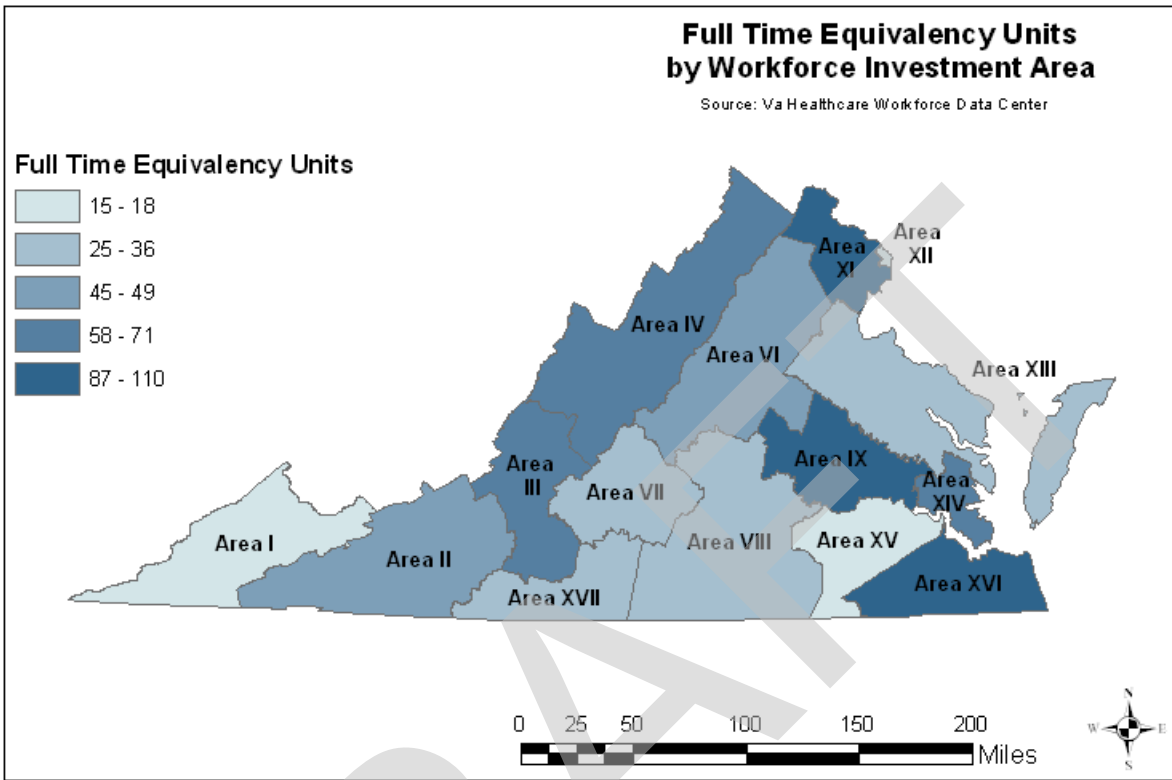 Full Time Equivalency Units
by Workforce Investment Area
Source: Va Healthcare Workforce Data Center
Full Time Equivalency Units
15 - 18
25 - 36
45 - 49
58 - 71
87 - 110
Area
XII
Area
XI
Area IV
Area VI
Area XIII
Area
III
Area IX
Area VII
Area
XIV
Area I
Area II
Area VIII
Area XV
Area XVI
Area XVII
DRAFT
N
W
E
S
0 25 50 100 150 200
Miles